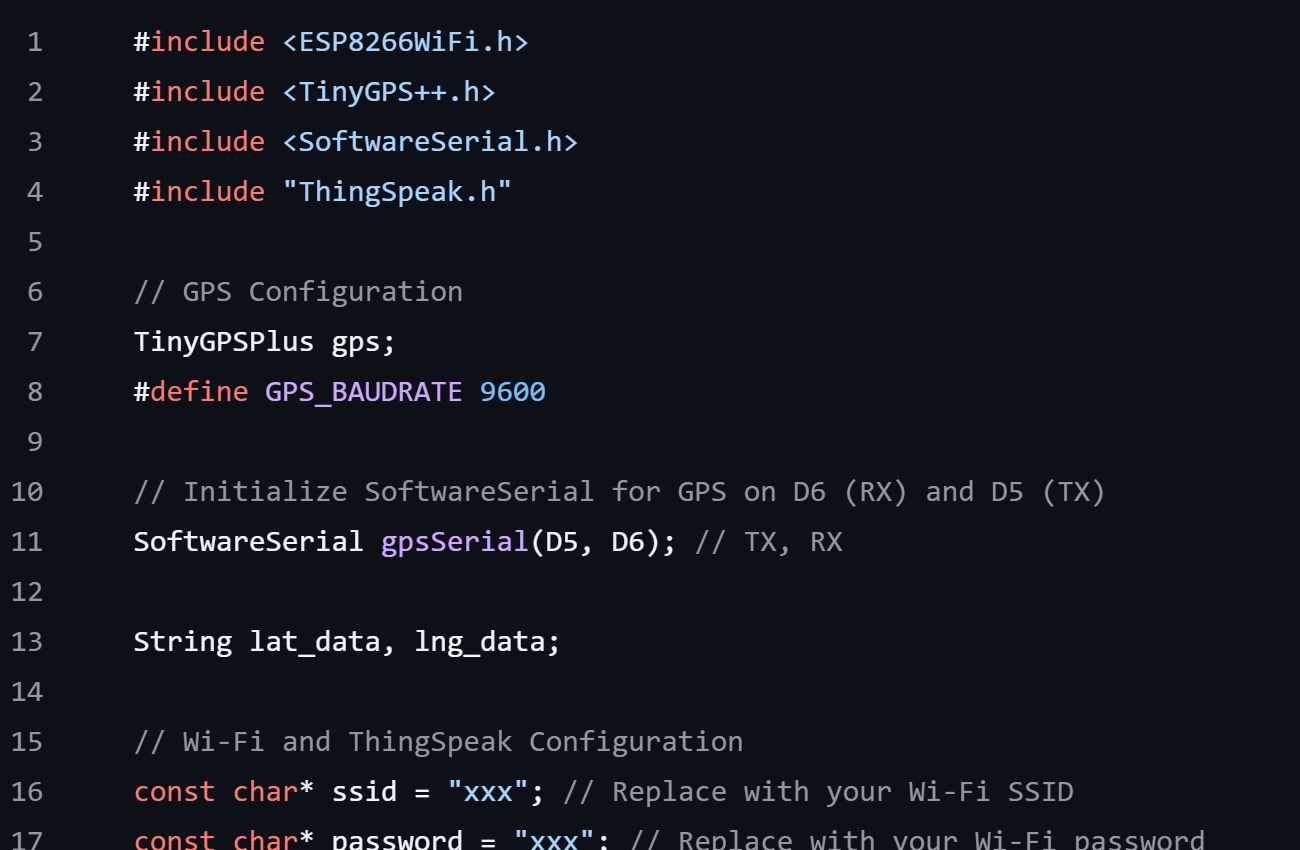 1 #include <ESP8266WiFi.h>
2 #include <TinyGPS++.h>
3 #include <SoftwareSerial.h>
4 #include "ThingSpeak.h"
5
6 // GPS Configuration
7 TinyGPSPlus gps;
8 #define GPS_BAUDRATE 9600
9
10 // Initialize SoftwareSerial for GPS on D6 (RX) and D5 (TX)
11 SoftwareSerial gpsSerial(D5, D6); // TX, RX
12
13 String lat_data, lng_data;
14
15 // Wi-Fi and ThingSpeak Configuration
16 const char* ssid = "xxx"; // Replace with your Wi-Fi SSID
17 const char* password = "xxx"; // Replace with your Wi-Fi password